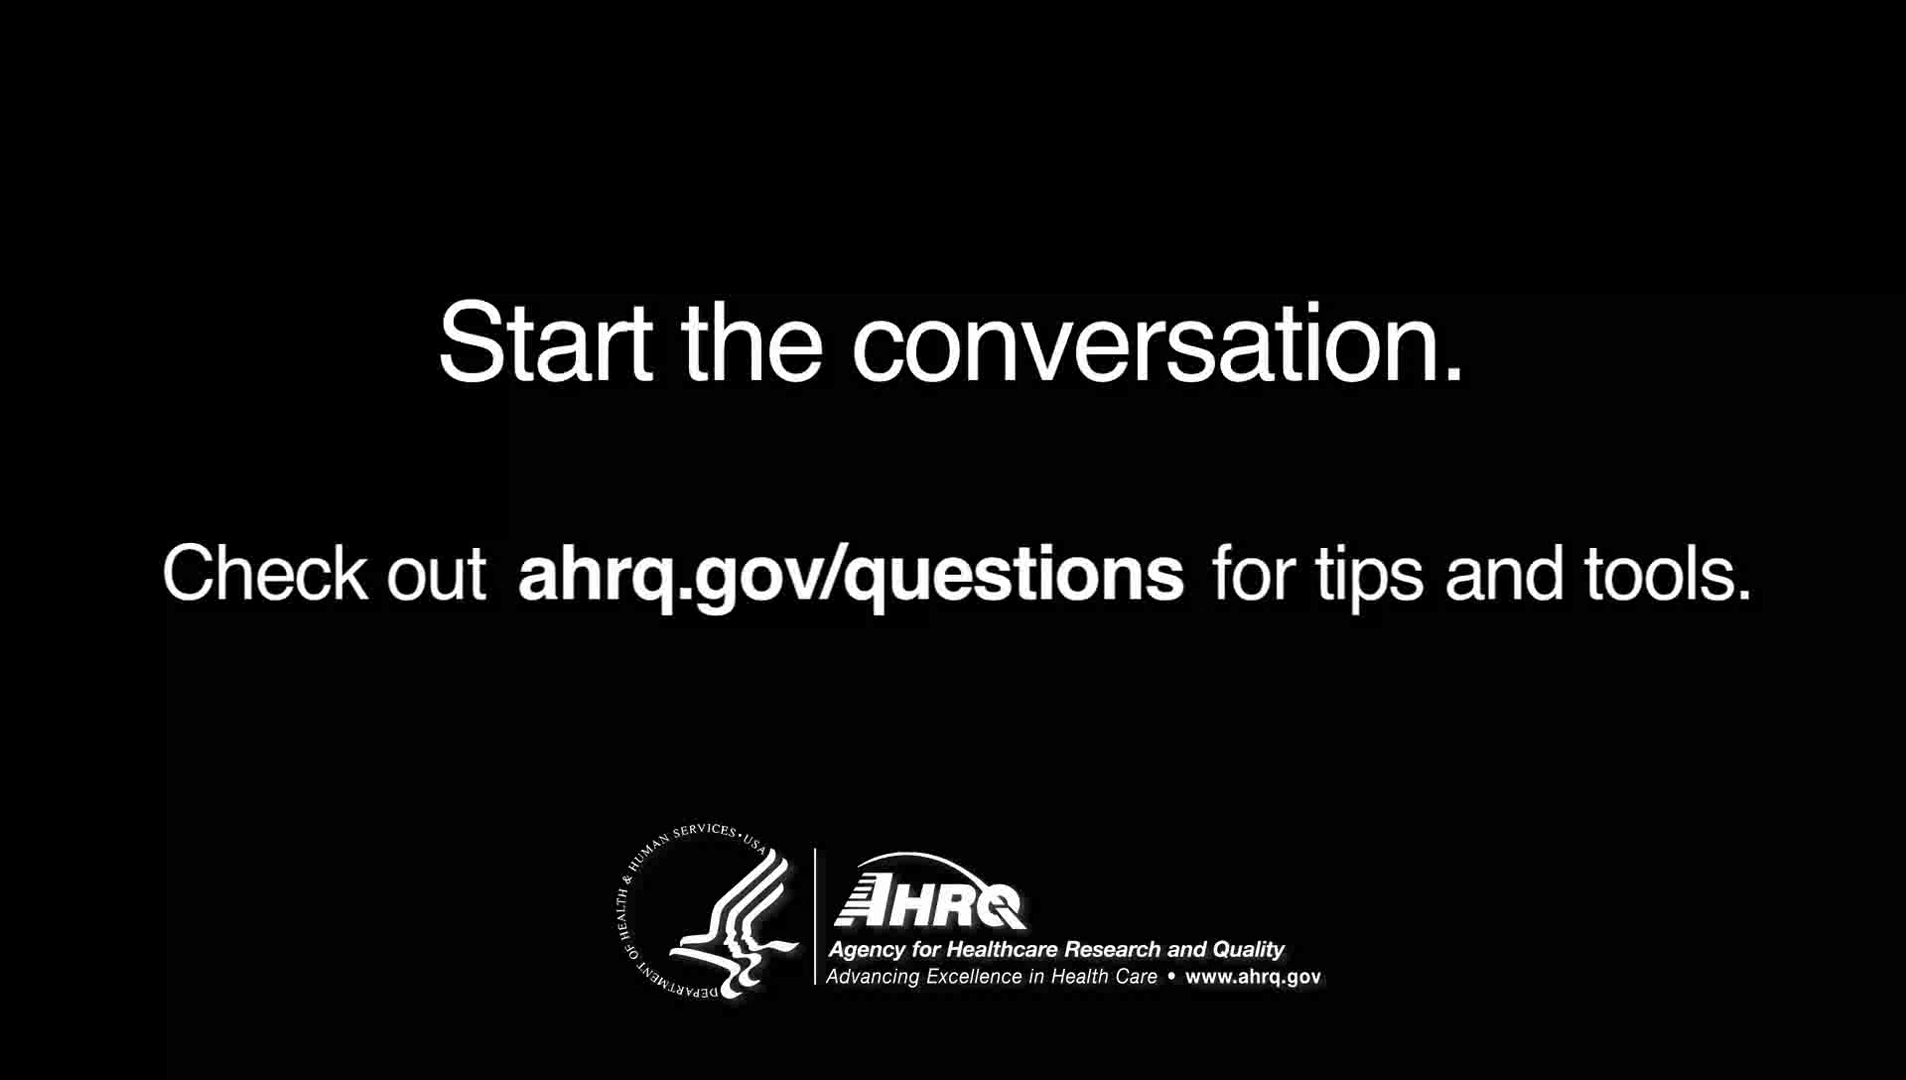 Start the conversation.
Check out ahrq.gov/questions for tips and tools.
DEPARTMENT OF HEALTH & HUMAN SERVICES • USA
AHRQ
Agency for Healthcare Research and Quality
Advancing Excellence in Health Care • www.ahrq.gov